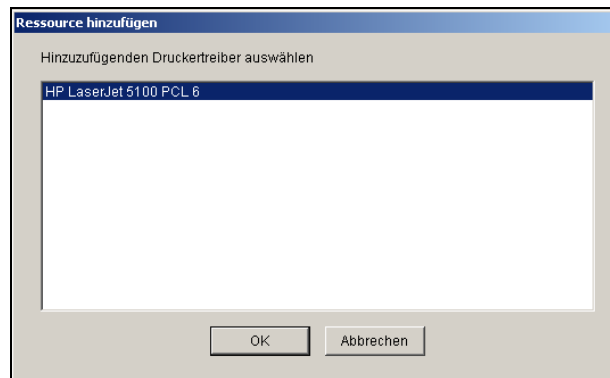 Ressource hinzufügen
Hinzuzufügenden Druckertreiber auswählen
HP LaserJet 5100 PCL 6
OK
Abbrechen